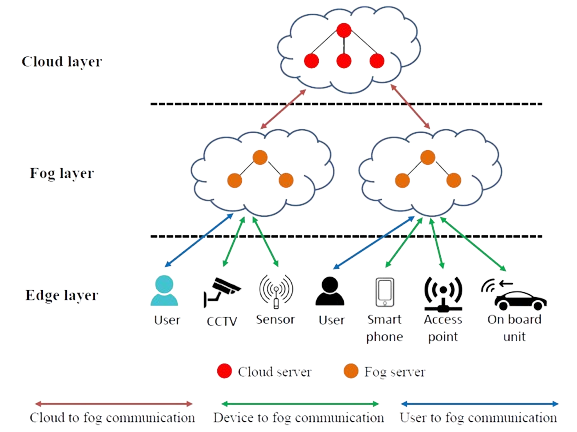 Cloud layer
Fog layer
Edge layer
User
CCTV
Sensor
User
Smart
phone
Access
point
On board
unit
Cloud server
Fog server
Cloud to fog communication
Device to fog communication
User to fog communication